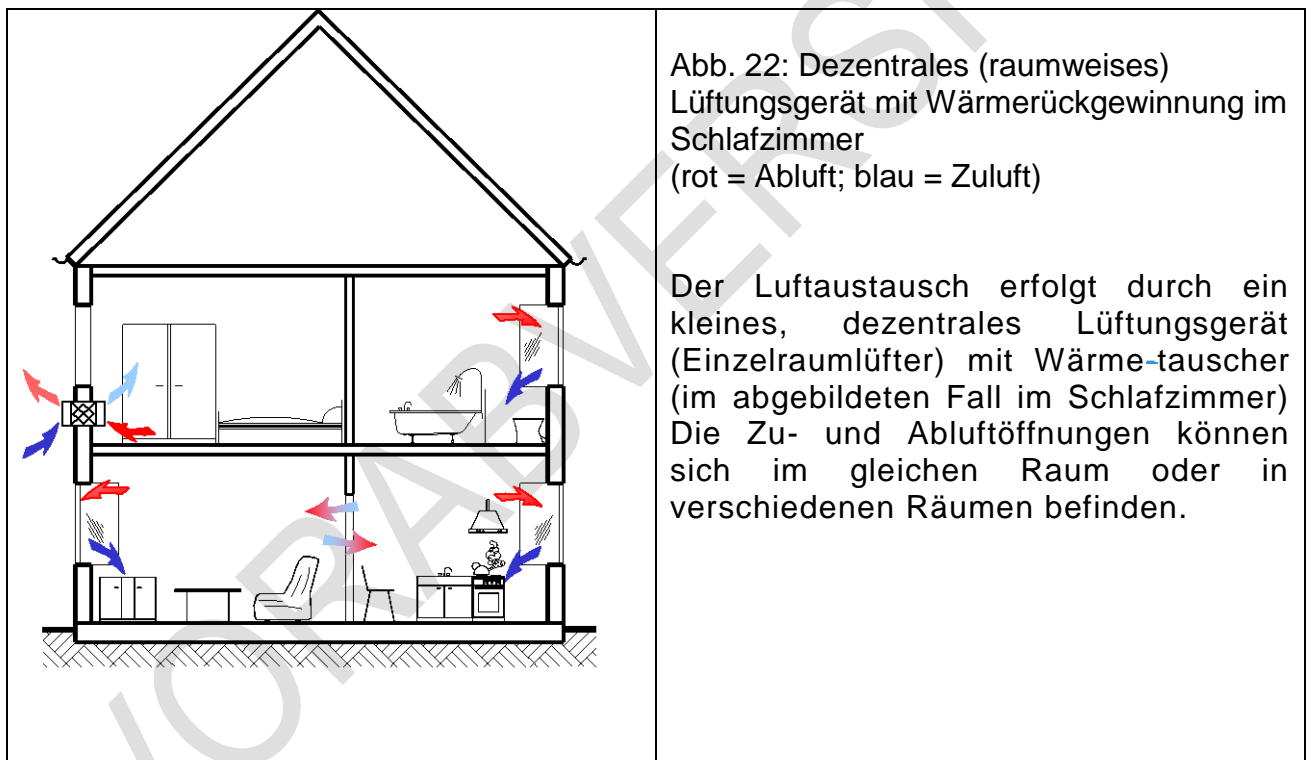 Abb. 22: Dezentrales (raumweises)
Lüftungsgerät mit Wärmerückgewinnung im
Schlafzimmer
(rot = Abluft; blau = Zuluft)
Der Luftaustausch erfolgt durch ein
kleines, dezentrales Lüftungsgerät
(Einzelraumlüfter) mit Wärme-tauscher
(im abgebildeten Fall im Schlafzimmer)
Die Zu- und Abluftöffnungen können
sich im gleichen Raum oder in
verschiedenen Räumen befinden.
VORABVERSI